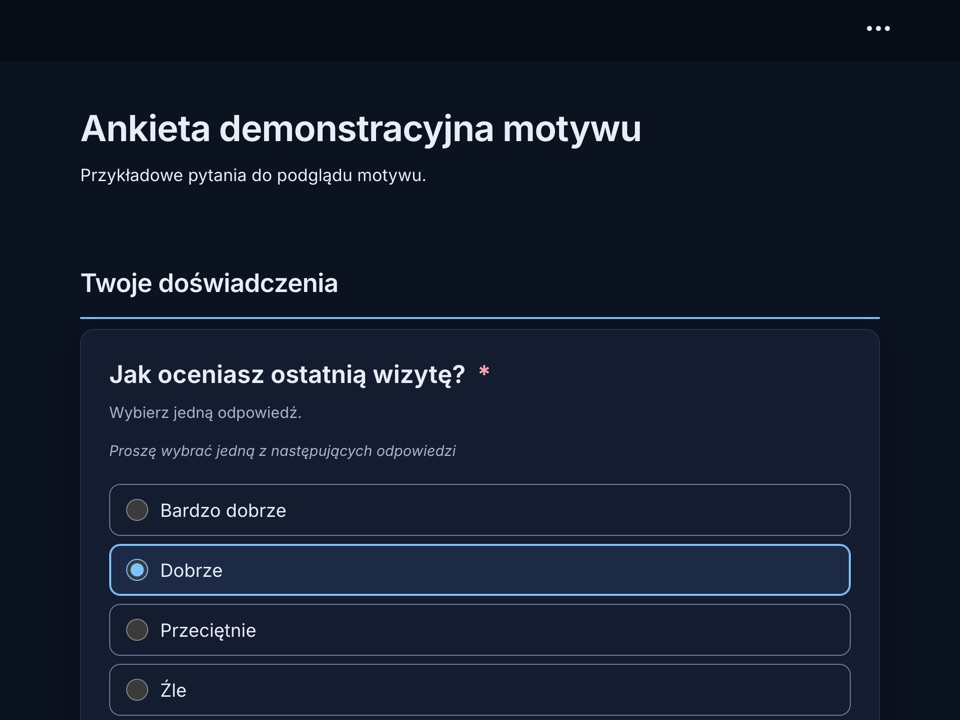 Ankieta demonstracyjna motywu
Przykładowe pytania do podglądu motywu.
Twoje doświadczenia
Jak oceniasz ostatnią wizytę? *
Wybierz jedną odpowiedź.
Proszę wybrać jedną z następujących odpowiedzi
Bardzo dobrze
Dobrze
Przeciętnie
Źle